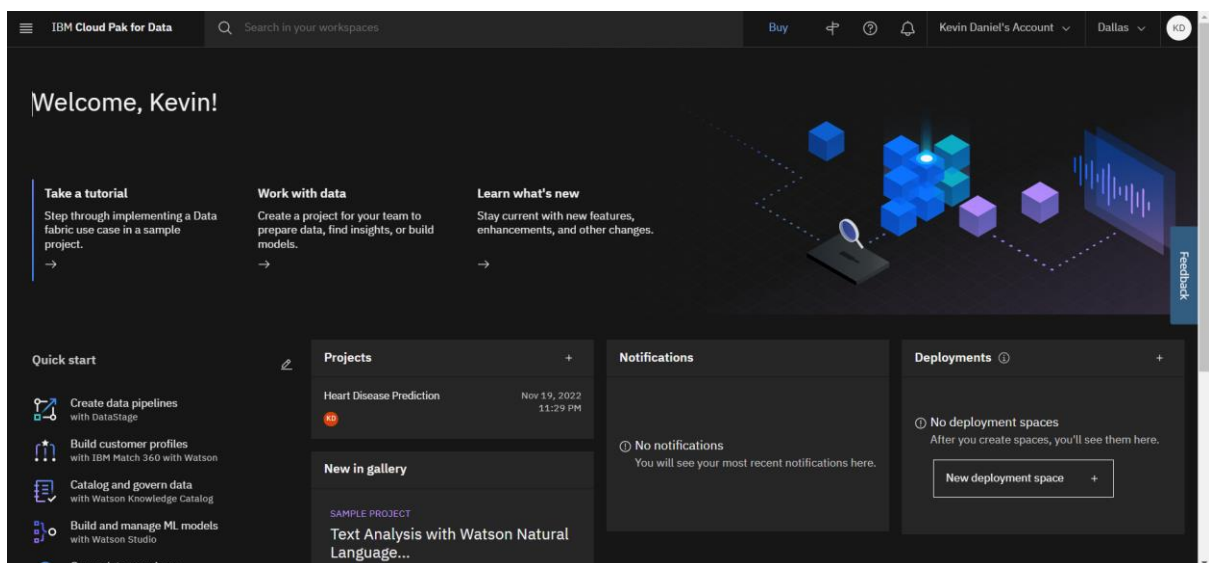 IBM Cloud Pak for Data
Search in your workspaces
Buy
Kevin Daniel's Account
Dallas
KD
Welcome, Kevin!
Take a tutorial
Step through implementing a Data
fabric use case in a sample
project.
Work with data
Create a project for your team to
prepare data, find insights, or build
models.
Learn what's new
Stay current with new features,
enhancements, and other changes.
Feedback
Quick start
Create data pipelines
with DataStage
Build customer profiles
with IBM Match 360 with Watson
Catalog and govern data
with Watson Knowledge Catalog
Build and manage ML models
with Watson Studio
Projects
Heart Disease Prediction
Nov 19, 2022
11:29 PM
KD
New in gallery
SAMPLE PROJECT
Text Analysis with Watson Natural
Language...
Notifications
No notifications
You will see your most recent notifications here.
Deployments
No deployment spaces
After you create spaces, you'll see them here.
New deployment space +